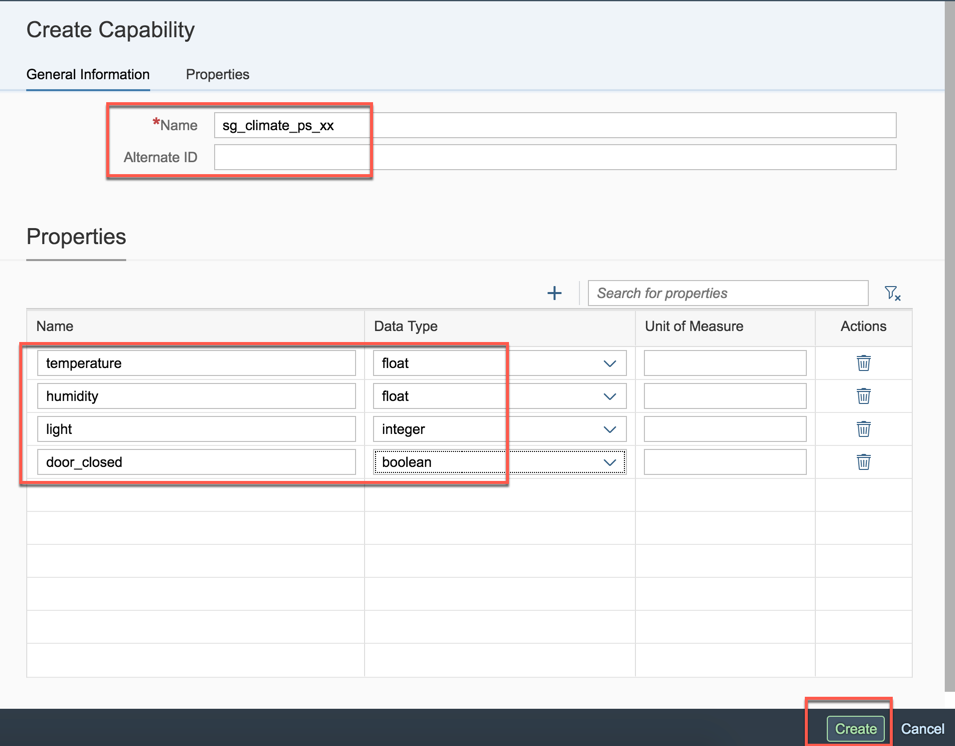 Create Capability
General Information Properties
*Name sg_climate_ps_xx
Alternate ID
Properties
Search for properties
Name Data Type Unit of Measure Actions
temperature float
humidity float
light integer
door_closed boolean
Create Cancel